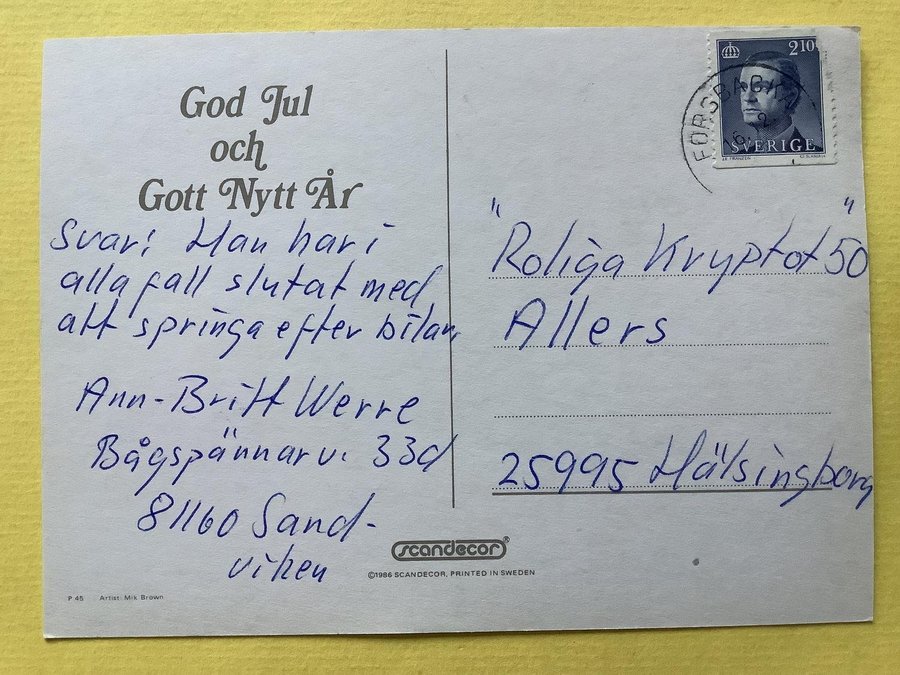 God Jul
och
Gott Nytt År
Svar: Han har i
alla fall slutat med
att springa efter bilar.
Ann-Britt Werre
Bågspännarv. 33d
81160 Sand-
viken
P 45 Artist: Mik Brown
scandecor®
©1986 SCANDECOR, PRINTED IN SWEDEN
FORSBACKA
210
SVERIGE
"Roliga Kryptot 50"
Allers
25995 Hälsingborg